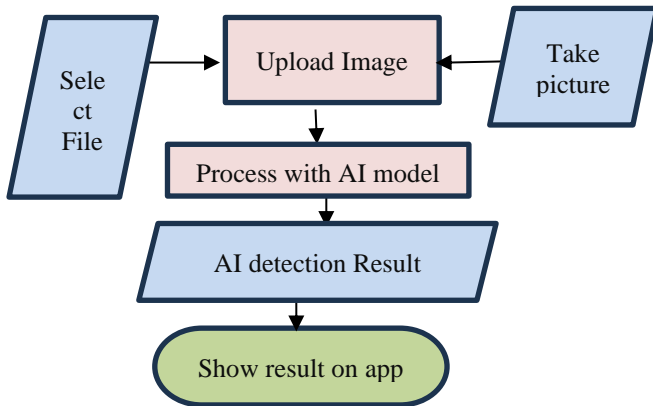 Sele
ct
File
Upload Image
Take
picture
Process with AI model
AI detection Result
Show result on app